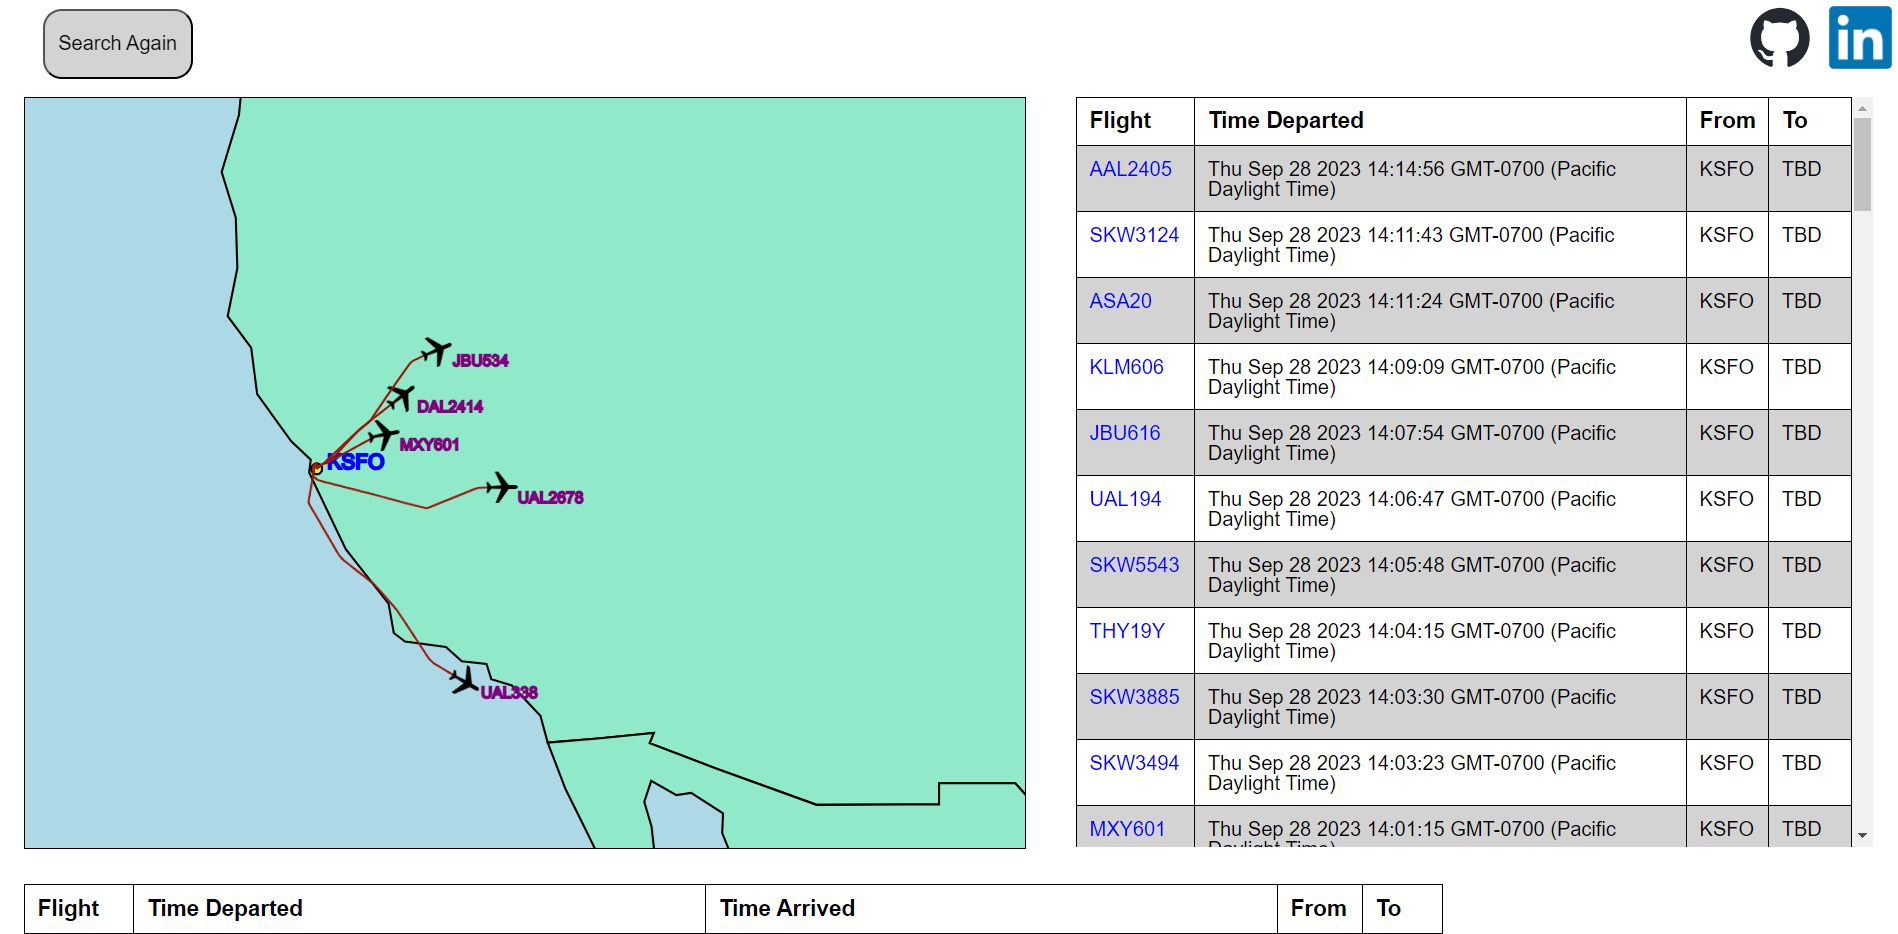 Search Again
in
JBU534
DAL2414
MXY601
KSFO
UAL2678
UAL338
Flight Time Departed From To
AAL2405 Thu Sep 28 2023 14:14:56 GMT-0700 (Pacific KSFO TBD
Daylight Time)
SKW3124 Thu Sep 28 2023 14:11:43 GMT-0700 (Pacific KSFO TBD
Daylight Time)
ASA20 Thu Sep 28 2023 14:11:24 GMT-0700 (Pacific KSFO TBD
Daylight Time)
KLM606 Thu Sep 28 2023 14:09:09 GMT-0700 (Pacific KSFO TBD
Daylight Time)
JBU616 Thu Sep 28 2023 14:07:54 GMT-0700 (Pacific KSFO TBD
Daylight Time)
UAL194 Thu Sep 28 2023 14:06:47 GMT-0700 (Pacific KSFO TBD
Daylight Time)
SKW5543 Thu Sep 28 2023 14:05:48 GMT-0700 (Pacific KSFO TBD
Daylight Time)
THY19Y Thu Sep 28 2023 14:04:15 GMT-0700 (Pacific KSFO TBD
Daylight Time)
SKW3885 Thu Sep 28 2023 14:03:30 GMT-0700 (Pacific KSFO TBD
Daylight Time)
SKW3494 Thu Sep 28 2023 14:03:23 GMT-0700 (Pacific KSFO TBD
Daylight Time)
MXY601 Thu Sep 28 2023 14:01:15 GMT-0700 (Pacific KSFO TBD
Daylight Time)
Flight Time Departed Time Arrived From To